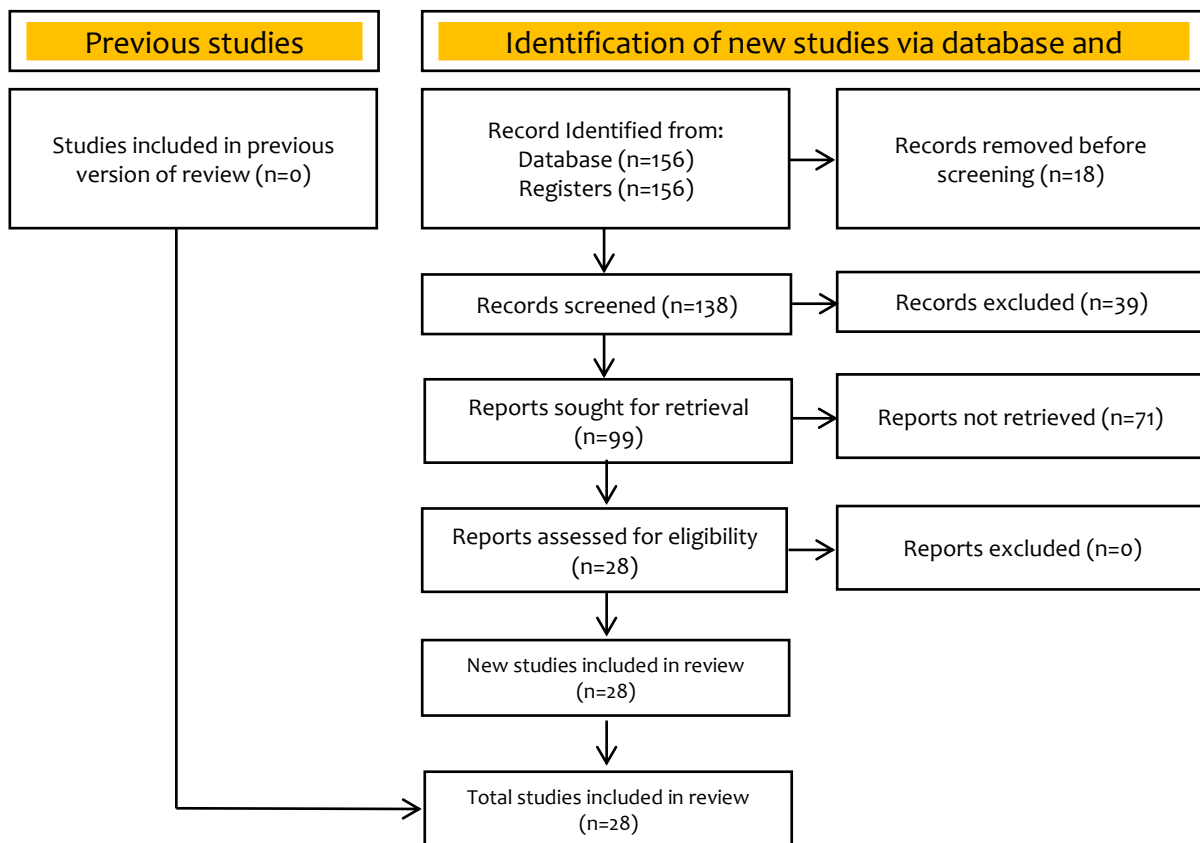 Previous studies
Identification of new studies via database and
Studies included in previous
version of review (n=0)
Record Identified from:
Database (n=156)
Registers (n=156)
Records removed before
screening (n=18)
Records screened (n=138)
Records excluded (n=39)
Reports sought for retrieval
(n=99)
Reports not retrieved (n=71)
Reports assessed for eligibility
(n=28)
Reports excluded (n=0)
New studies included in review
(n=28)
Total studies included in review
(n=28)